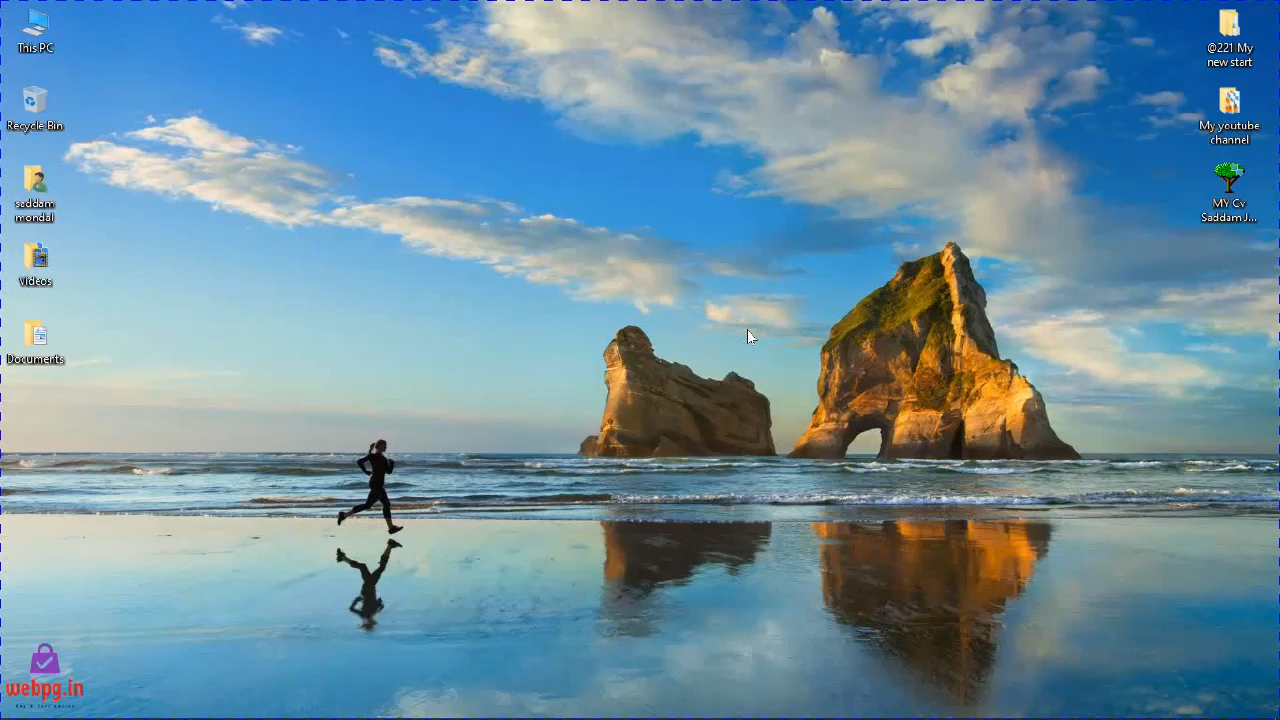 This PC
Recycle Bin
saddam
mondal
Videos
Documents
@221 My
new start
My youtube
channel
MY Cv
Saddam J...
webpg.in